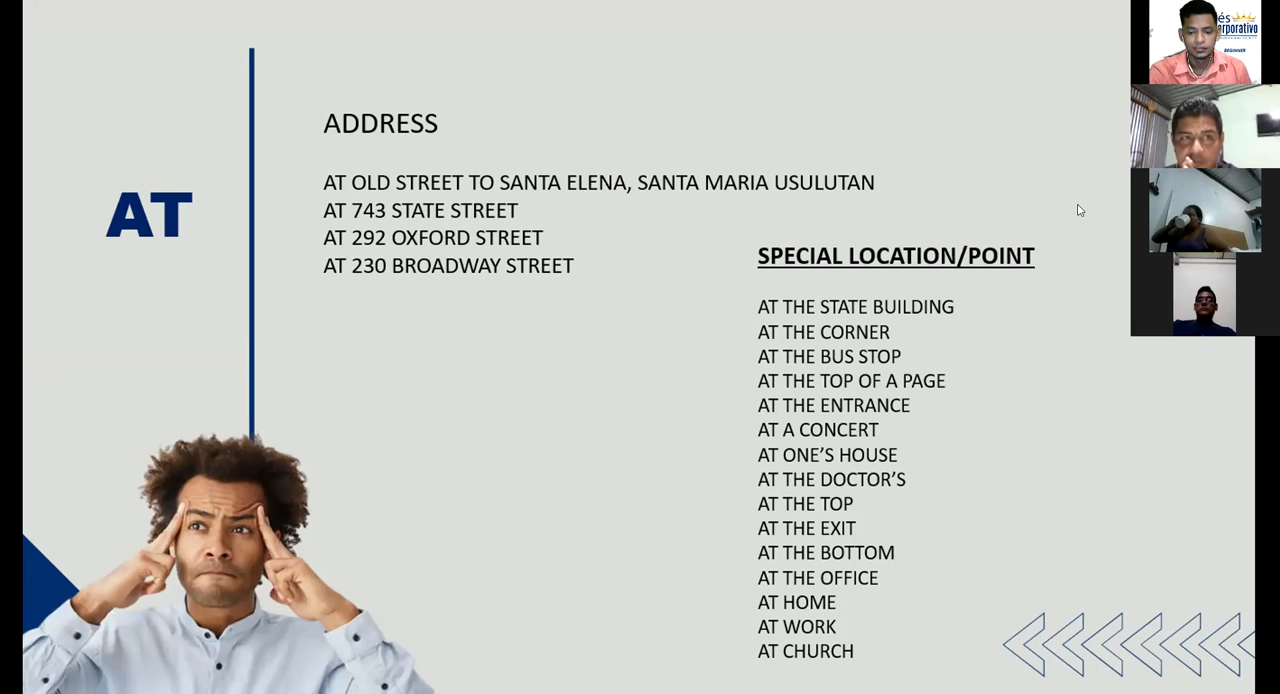 AT
ADDRESS
AT OLD STREET TO SANTA ELENA, SANTA MARIA USULUTAN
AT 743 STATE STREET
AT 292 OXFORD STREET
AT 230 BROADWAY STREET
SPECIAL LOCATION/POINT
AT THE STATE BUILDING
AT THE CORNER
AT THE BUS STOP
AT THE TOP OF A PAGE
AT THE ENTRANCE
AT A CONCERT
AT ONE'S HOUSE
AT THE DOCTOR'S
AT THE TOP
AT THE EXIT
AT THE BOTTOM
AT THE OFFICE
AT HOME
AT WORK
AT CHURCH
és
rporativo
BEGINNER